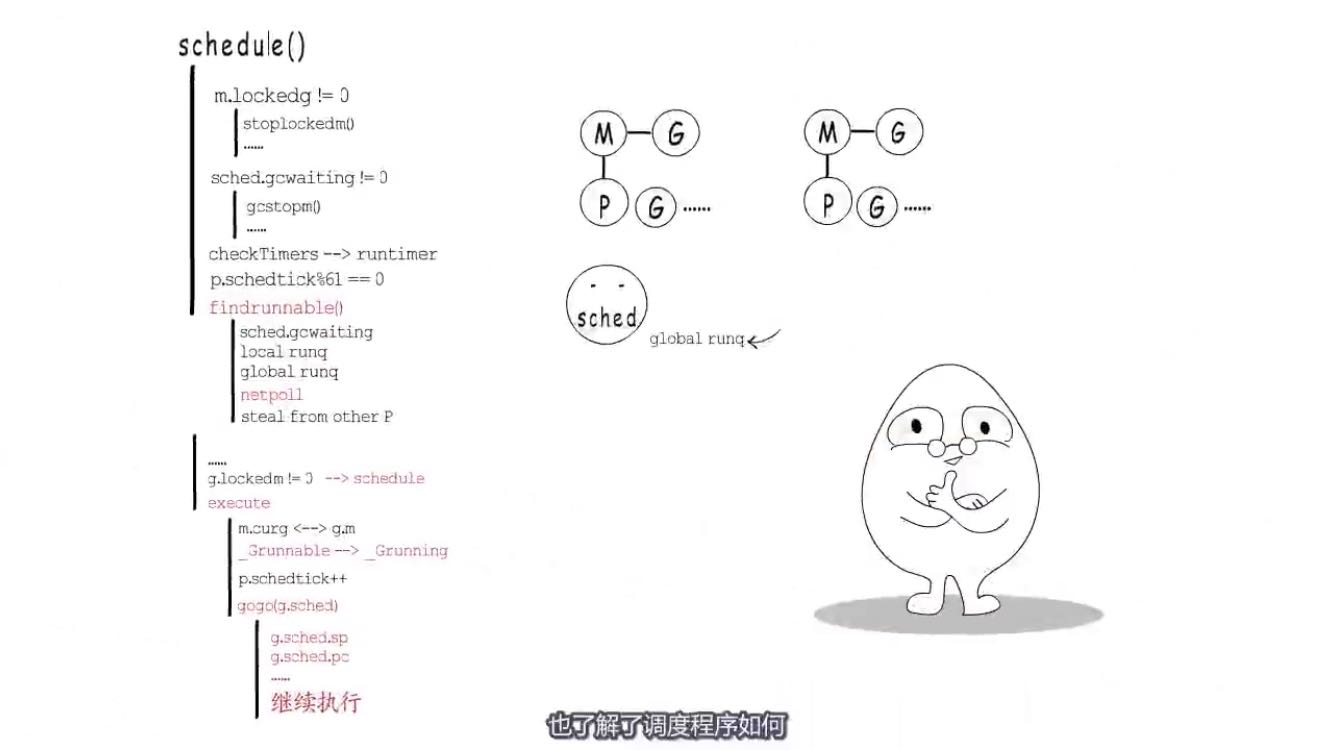 schedule()
m.lockedg != 0
stoplockedm()
......
sched.gcwaiting != 0
gcstopm()
......
checkTimers --> runtimer
p.schedtick%61 == 0
findrunnable()
sched.gcwaiting
local runq
global runq
netpoll
steal from other P
......
g.lockedm != 0 --> schedule
execute
m.curg <--> g.m
_Grunnable --> _Grunning
p.schedtick++
gogo(g.sched)
g.sched.sp
g.sched.pc
......
继续执行
M G
P G ......
M G
P G ......
sched
global runq
也了解了调度程序如何